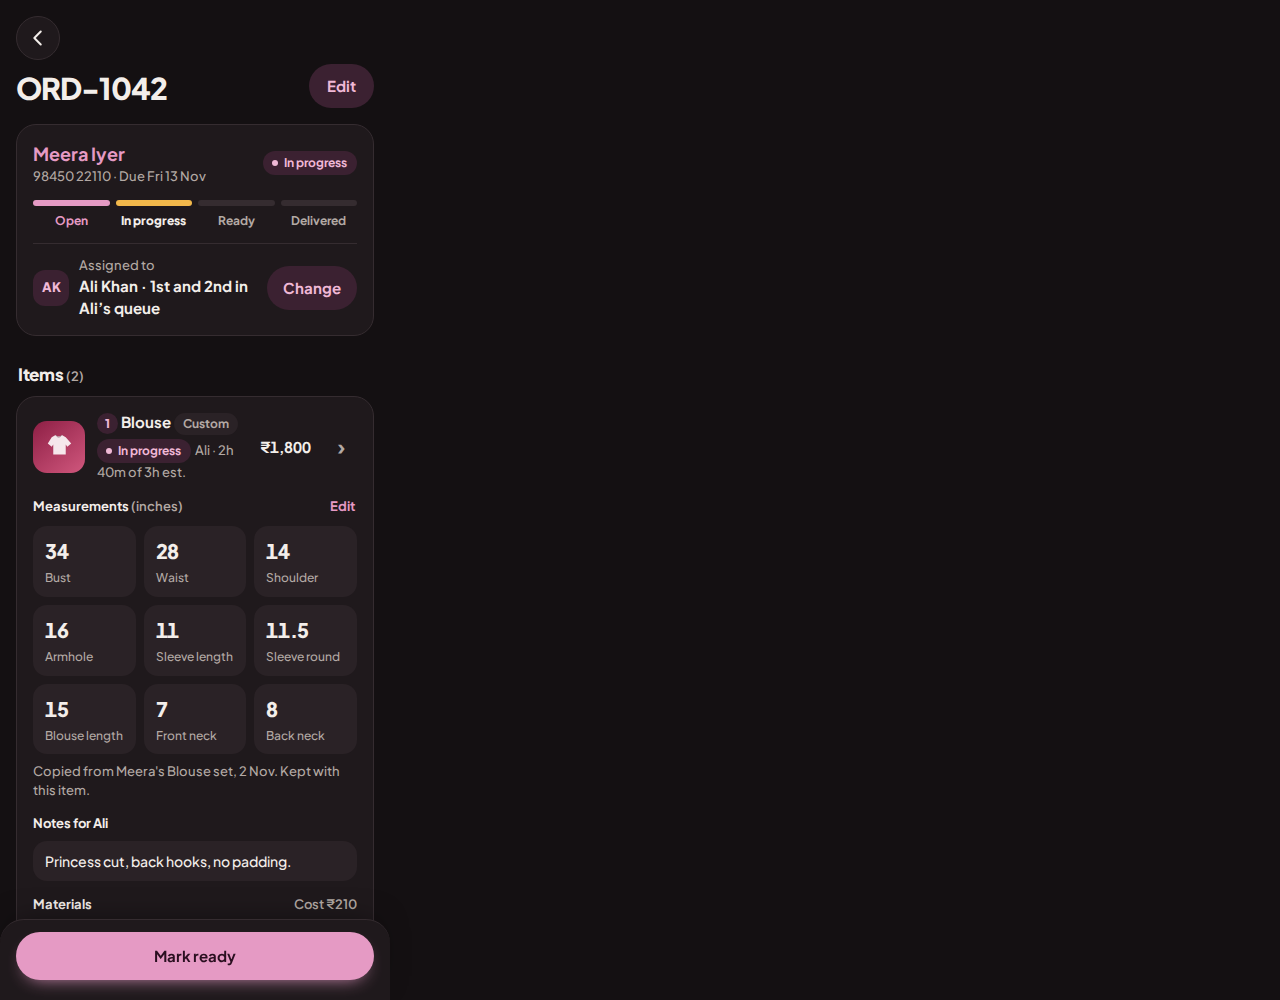 ORD-1042
Edit
Meera Iyer
In progress
98450 22110 · Due Fri 13 Nov
Open
In progress
Ready
Delivered
AK
Assigned to
Ali Khan · 1st and 2nd in
Ali’s queue
Change
Items (2)
1 Blouse Custom
In progress Ali · 2h
40m of 3h est.
₹1,800
Measurements (inches)
Edit
34
Bust
28
Waist
14
Shoulder
16
Armhole
11
Sleeve length
11.5
Sleeve round
15
Blouse length
7
Front neck
8
Back neck
Copied from Meera's Blouse set, 2 Nov. Kept with
this item.
Notes for Ali
Princess cut, back hooks, no padding.
Materials
Cost ₹210
Mark ready